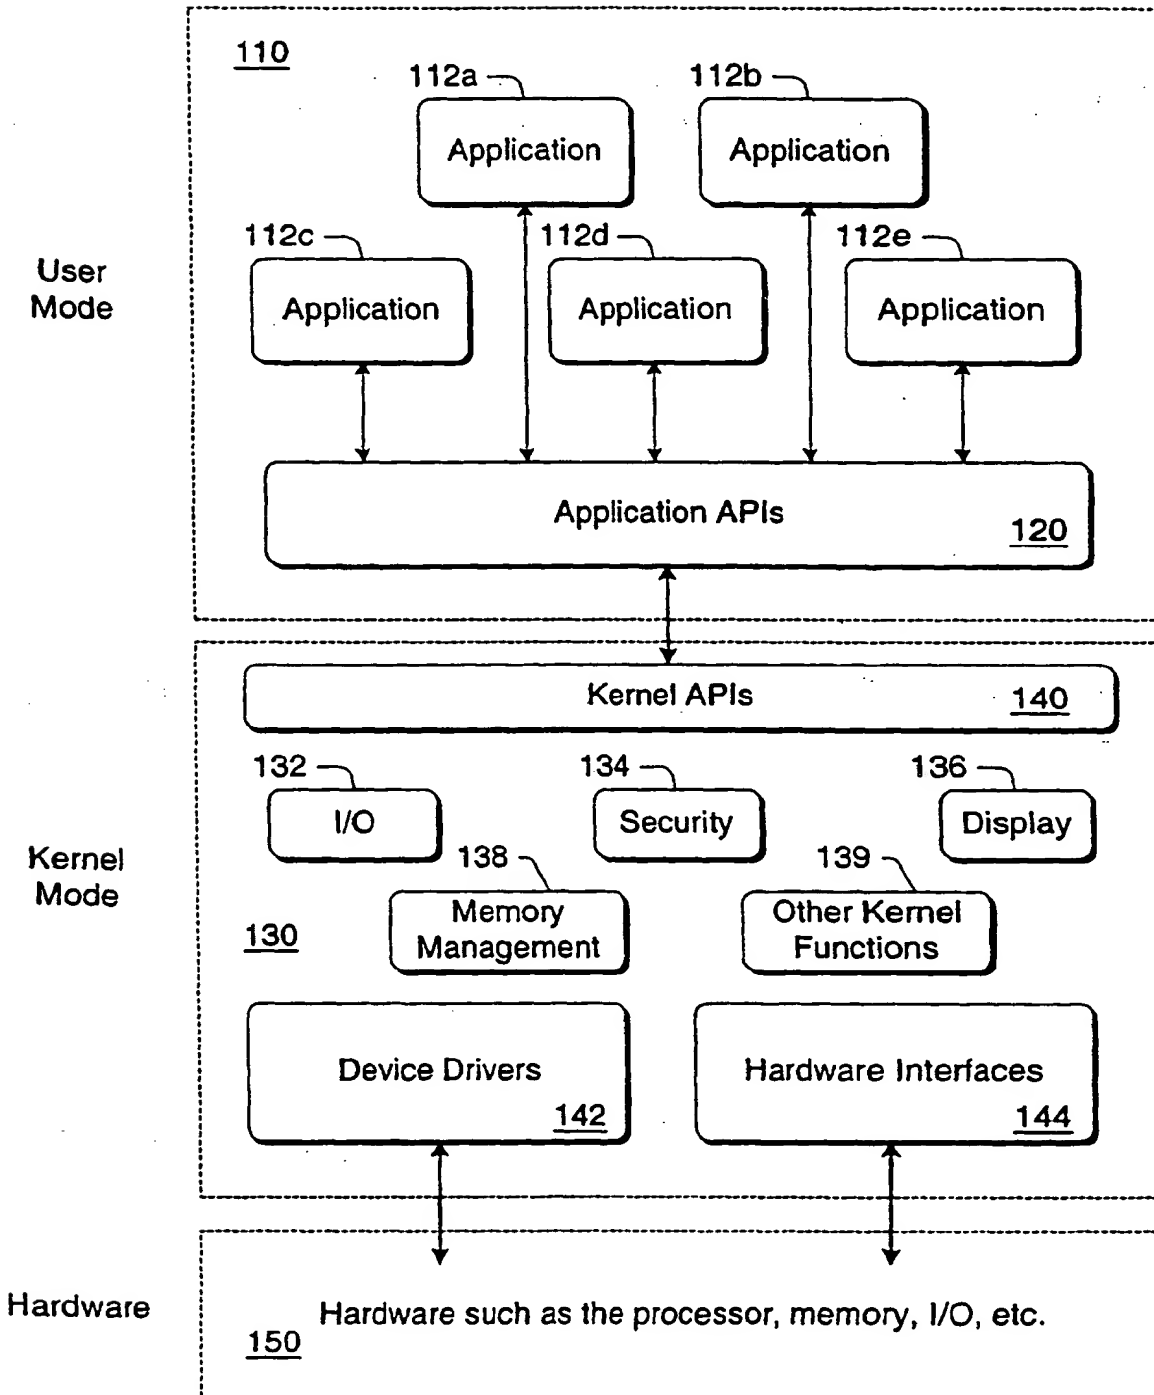 110
112a
112b
Application
Application
112c
112d
112e
User
Mode
Application
Application
Application
Application APIs
120
Kernel APIs
140
132
134
136
I/O
Security
Display
Kernel
Mode
138
139
Memory
Management
Other Kernel
Functions
130
Device Drivers
142
Hardware Interfaces
144
Hardware
Hardware such as the processor, memory, I/O, etc.
150